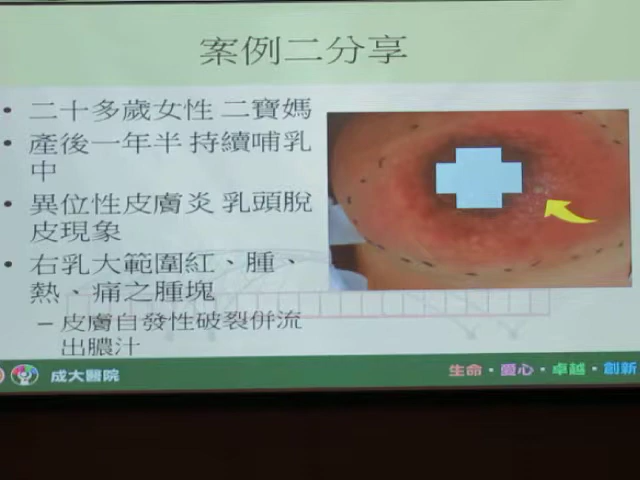 案例二分享
• 二十多歲女性 二寶媽
• 產後一年半 持續哺乳
中
• 異位性皮膚炎 乳頭脫
皮現象
• 右乳大範圍紅、腫、
熱、痛之腫塊
– 皮膚自發性破裂併流
出膿汁
成大醫院
生命・愛心・卓越・創新